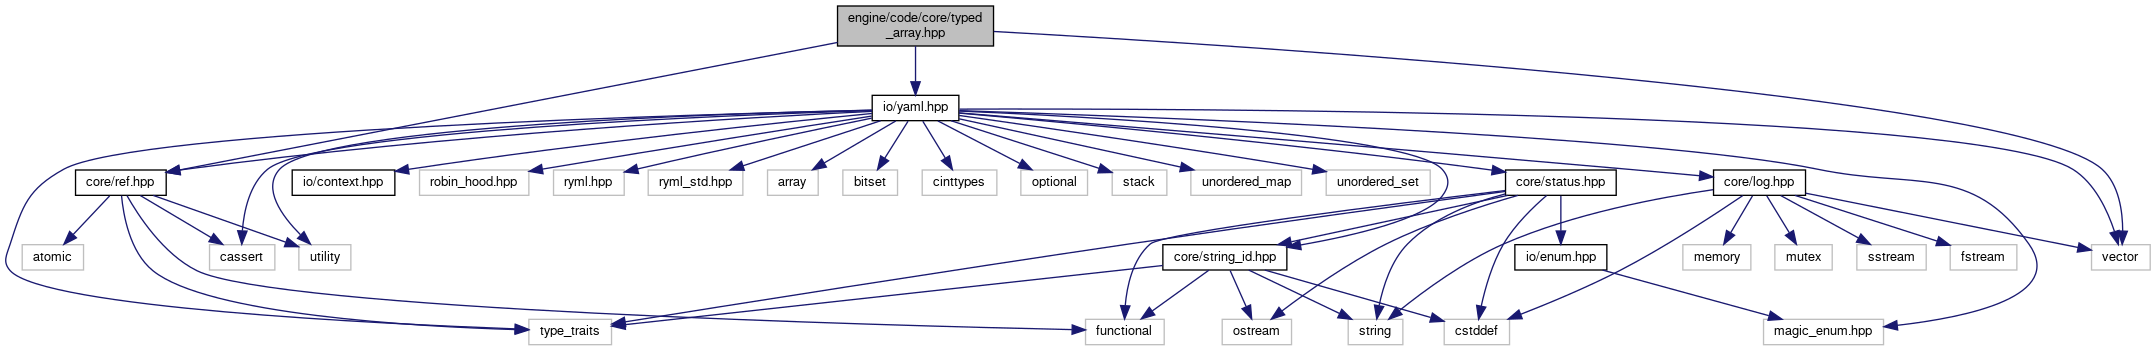 engine/code/core/typed
_array.hpp
io/yaml.hpp
core/ref.hpp
io/context.hpp
robin_hood.hpp
ryml.hpp
ryml_std.hpp
array
bitset
cinttypes
optional
stack
unordered_map
unordered_set
core/status.hpp
core/log.hpp
atomic
cassert
utility
core/string_id.hpp
io/enum.hpp
memory
mutex
sstream
fstream
vector
type_traits
functional
ostream
string
cstddef
magic_enum.hpp